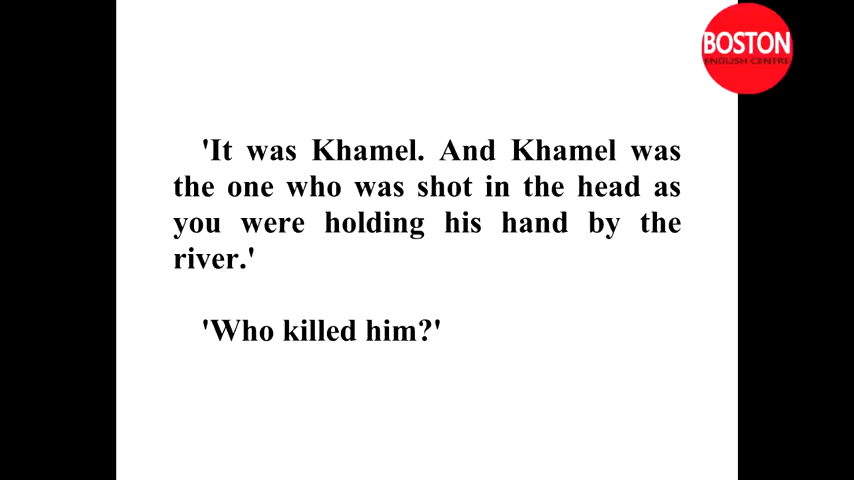 BOSTON
ENGLISH CENTRE
'It was Khamel. And Khamel was
the one who was shot in the head as
you were holding his hand by the
river.'
'Who killed him?'